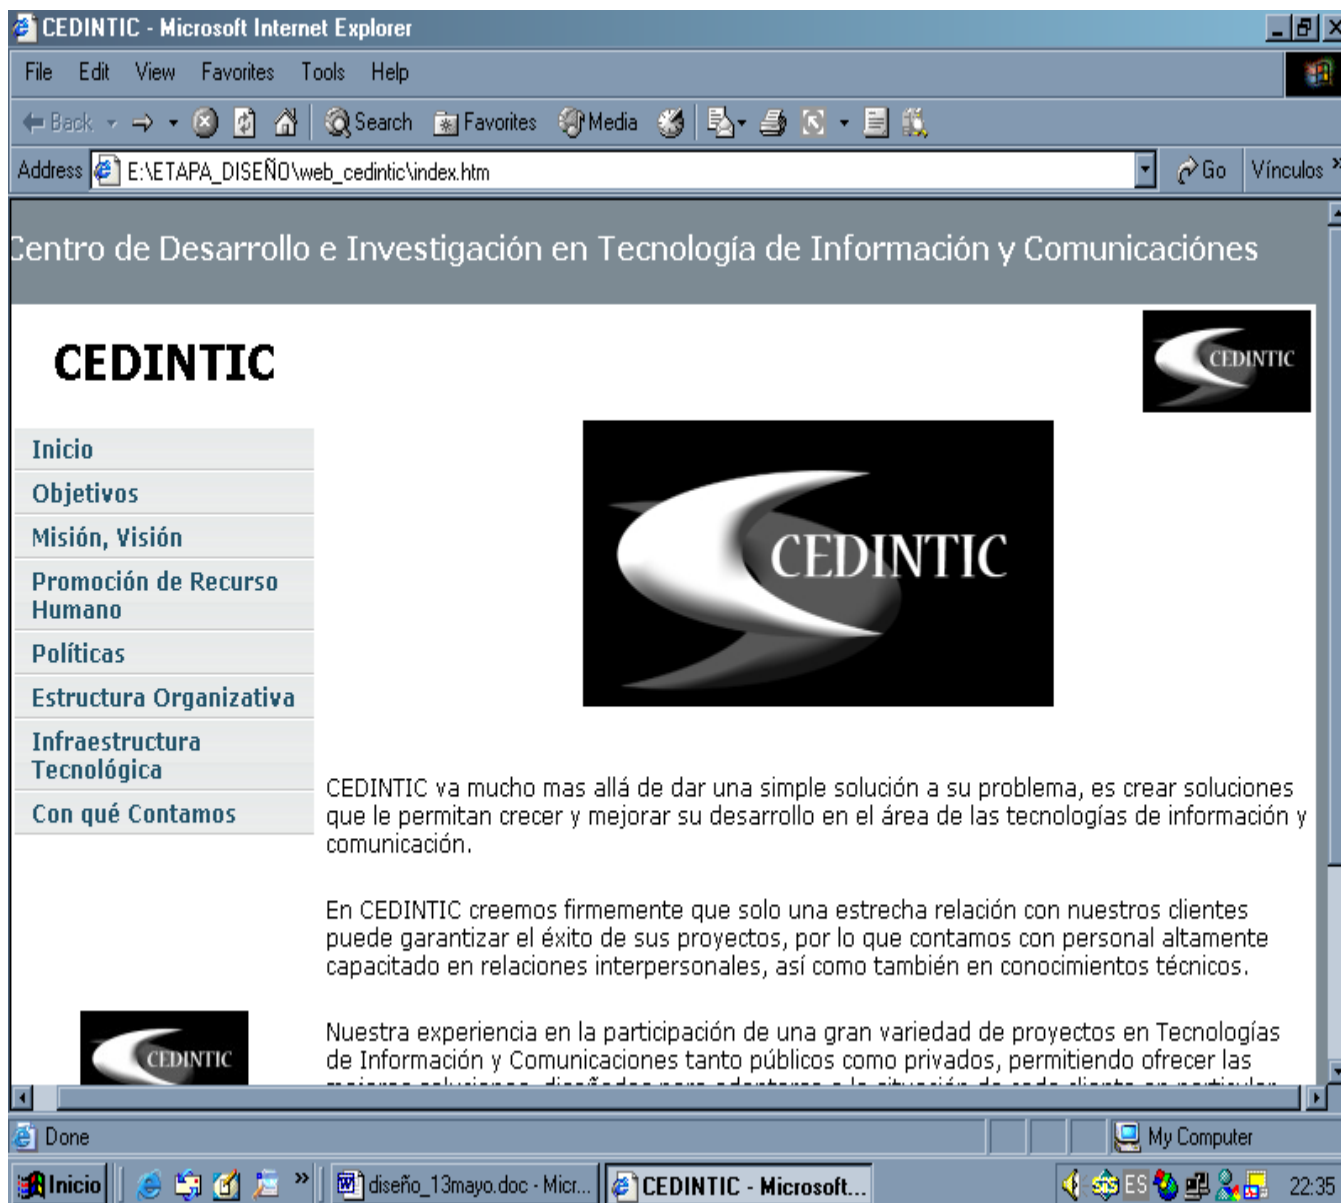 CEDINTIC - Microsoft Internet Explorer
File Edit View Favorites Tools Help
Back Search Favorites Media
Address E:\ETAPA_DISEÑO\web_cedintic\index.htm Go Vínculos »
Centro de Desarrollo e Investigación en Tecnología de Información y Comunicaciónes
CEDINTIC
CEDINTIC
Inicio
Objetivos
Misión, Visión
Promoción de Recurso
Humano
Políticas
Estructura Organizativa
Infraestructura
Tecnológica
Con qué Contamos
CEDINTIC
CEDINTIC
CEDINTIC va mucho mas allá de dar una simple solución a su problema, es crear soluciones
que le permitan crecer y mejorar su desarrollo en el área de las tecnologías de información y
comunicación.
En CEDINTIC creemos firmemente que solo una estrecha relación con nuestros clientes
puede garantizar el éxito de sus proyectos, por lo que contamos con personal altamente
capacitado en relaciones interpersonales, así como también en conocimientos técnicos.
Nuestra experiencia en la participación de una gran variedad de proyectos en Tecnologías
de Información y Comunicaciones tanto públicos como privados, permitiendo ofrecer las
Done My Computer
Inicio » diseño_13mayo.doc - Micr... CEDINTIC - Microsoft... ES 22:35